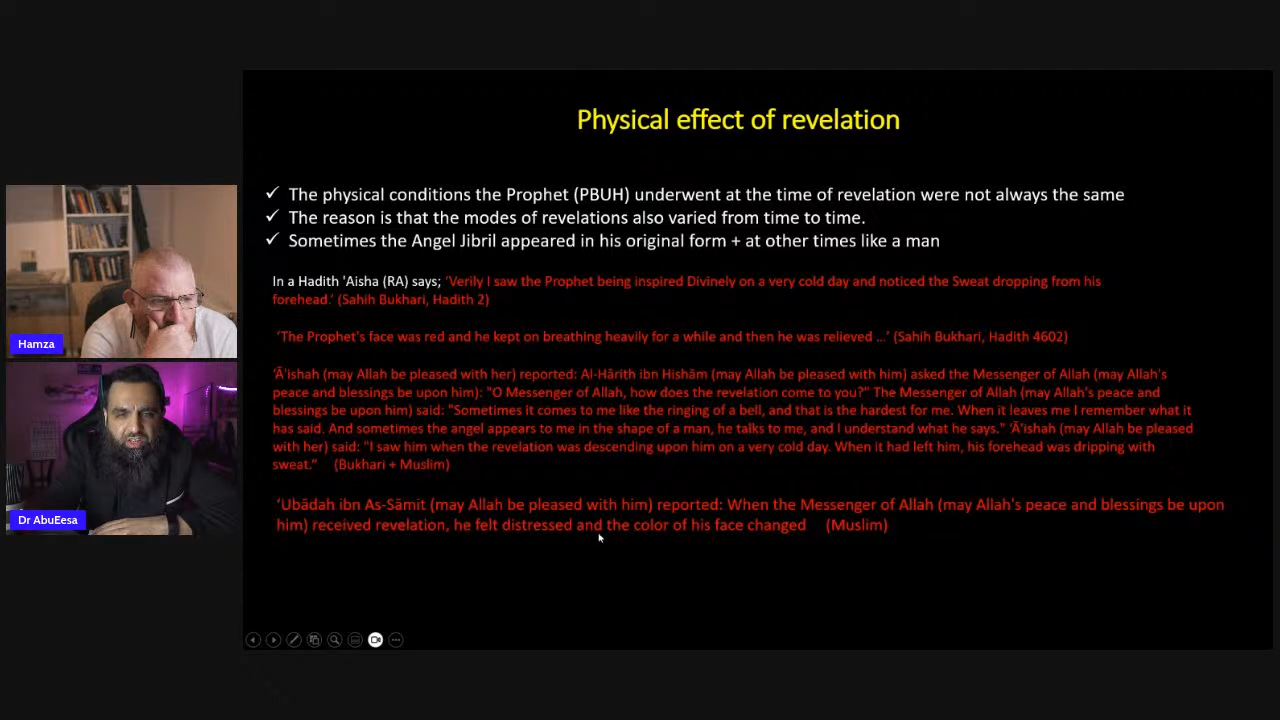 Physical effect of revelation
✓ The physical conditions the Prophet (PBUH) underwent at the time of revelation were not always the same
✓ The reason is that the modes of revelations also varied from time to time.
✓ Sometimes the Angel Jibril appeared in his original form + at other times like a man
In a Hadith 'Aisha (RA) says; 'Verily I saw the Prophet being inspired Divinely on a very cold day and noticed the Sweat dropping from his
forehead.' (Sahih Bukhari, Hadith 2)
'The Prophet's face was red and he kept on breathing heavily for a while and then he was relieved ...' (Sahih Bukhari, Hadith 4602)
'Ā'ishah (may Allah be pleased with her) reported: Al-Hārith ibn Hishām (may Allah be pleased with him) asked the Messenger of Allah (may Allah's
peace and blessings be upon him): "O Messenger of Allah, how does the revelation come to you?" The Messenger of Allah (may Allah's peace and
blessings be upon him) said: "Sometimes it comes to me like the ringing of a bell, and that is the hardest for me. When it leaves me I remember what it
has said. And sometimes the angel appears to me in the shape of a man, he talks to me, and I understand what he says." 'Ā'ishah (may Allah be pleased
with her) said: "I saw him when the revelation was descending upon him on a very cold day. When it had left him, his forehead was dripping with
sweat." (Bukhari + Muslim)
'Ubādah ibn As-Sāmit (may Allah be pleased with him) reported: When the Messenger of Allah (may Allah's peace and blessings be upon
him) received revelation, he felt distressed and the color of his face changed (Muslim)
Hamza
Dr AbuEesa